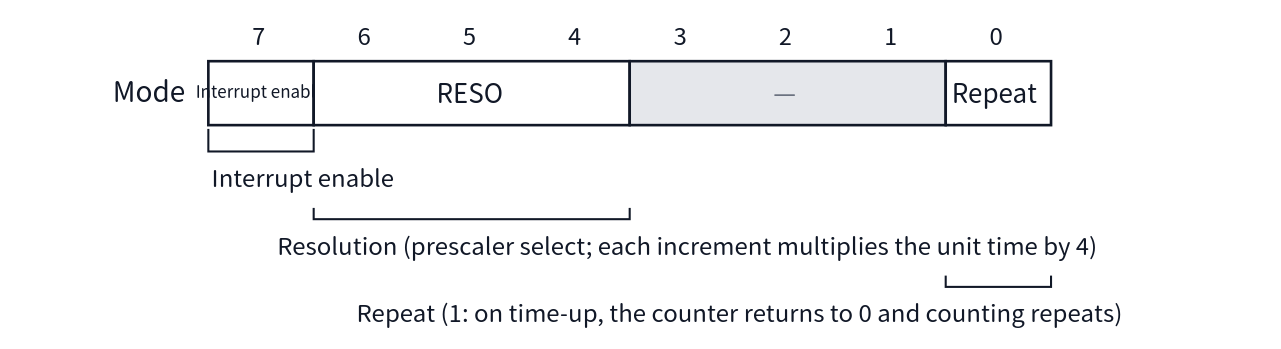 7 6 5 4 3 2 1 0
Mode Interrupt enab RESO — Repeat
Interrupt enable
Resolution (prescaler select; each increment multiplies the unit time by 4)
Repeat (1: on time-up, the counter returns to 0 and counting repeats)